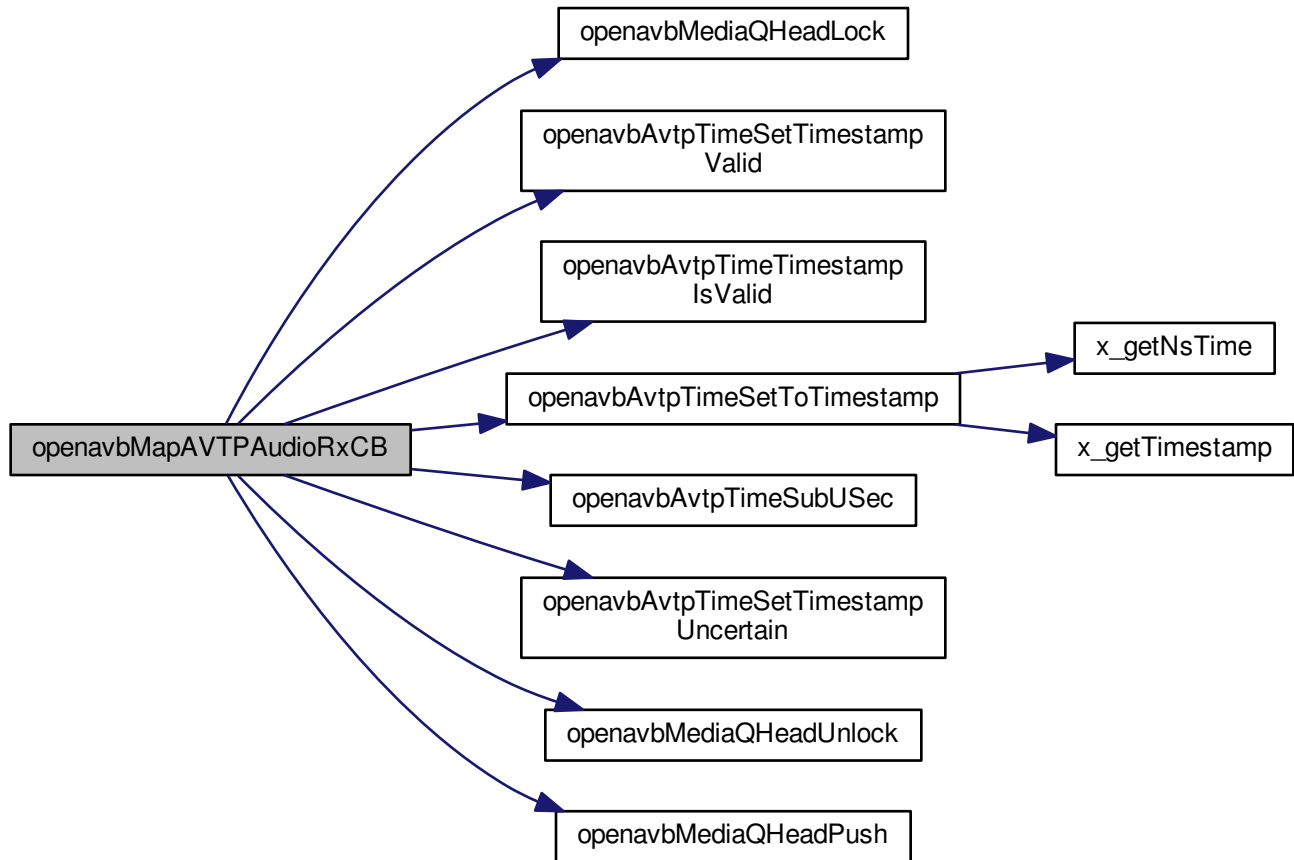 openavbMediaQHeadLock
openavbAvtpTimeSetTimestamp
Valid
openavbAvtpTimeTimestamp
IsValid
x_getNsTime
openavbAvtpTimeSetToTimestamp
openavbMapAVTPAudioRxCB
x_getTimestamp
openavbAvtpTimeSubUSec
openavbAvtpTimeSetTimestamp
Uncertain
openavbMediaQHeadUnlock
openavbMediaQHeadPush